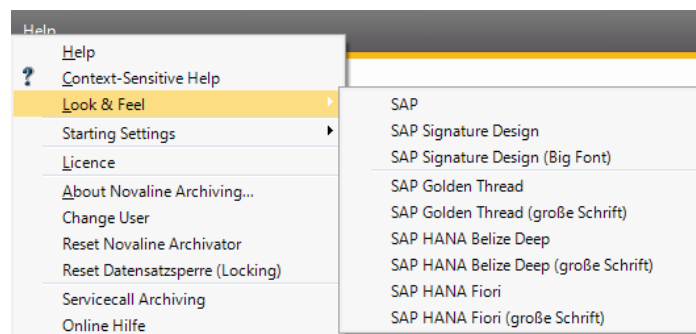 Help
Help
? Context-Sensitive Help
Look & Feel
Starting Settings
Licence
About Novaline Archiving...
Change User
Reset Novaline Archivator
Reset Datensatzsperre (Locking)
Servicecall Archiving
Online Hilfe
SAP
SAP Signature Design
SAP Signature Design (Big Font)
SAP Golden Thread
SAP Golden Thread (große Schrift)
SAP HANA Belize Deep
SAP HANA Belize Deep (große Schrift)
SAP HANA Fiori
SAP HANA Fiori (große Schrift)